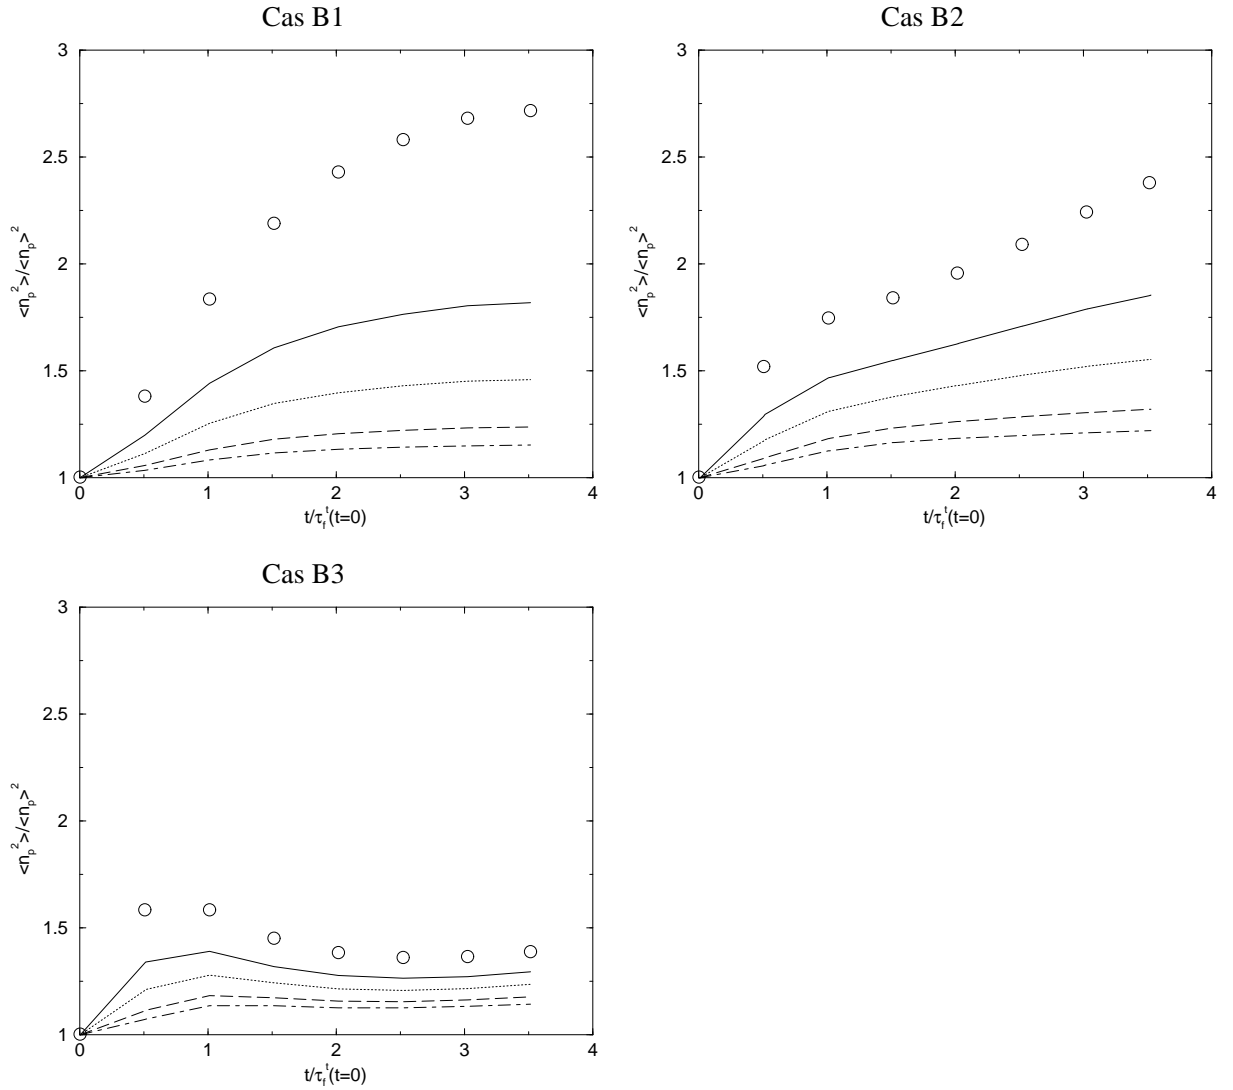 Cas B1
3
2.5
2
1.5
1
<n_p^2>/<n_p>^2
0 1 2 3 4
t/τ_f^t(t=0)
Cas B2
3
2.5
2
1.5
1
<n_p^2>/<n_p>^2
0 1 2 3 4
t/τ_f^t(t=0)
Cas B3
3
2.5
2
1.5
1
<n_p^2>/<n_p>^2
0 1 2 3 4
t/τ_f^t(t=0)